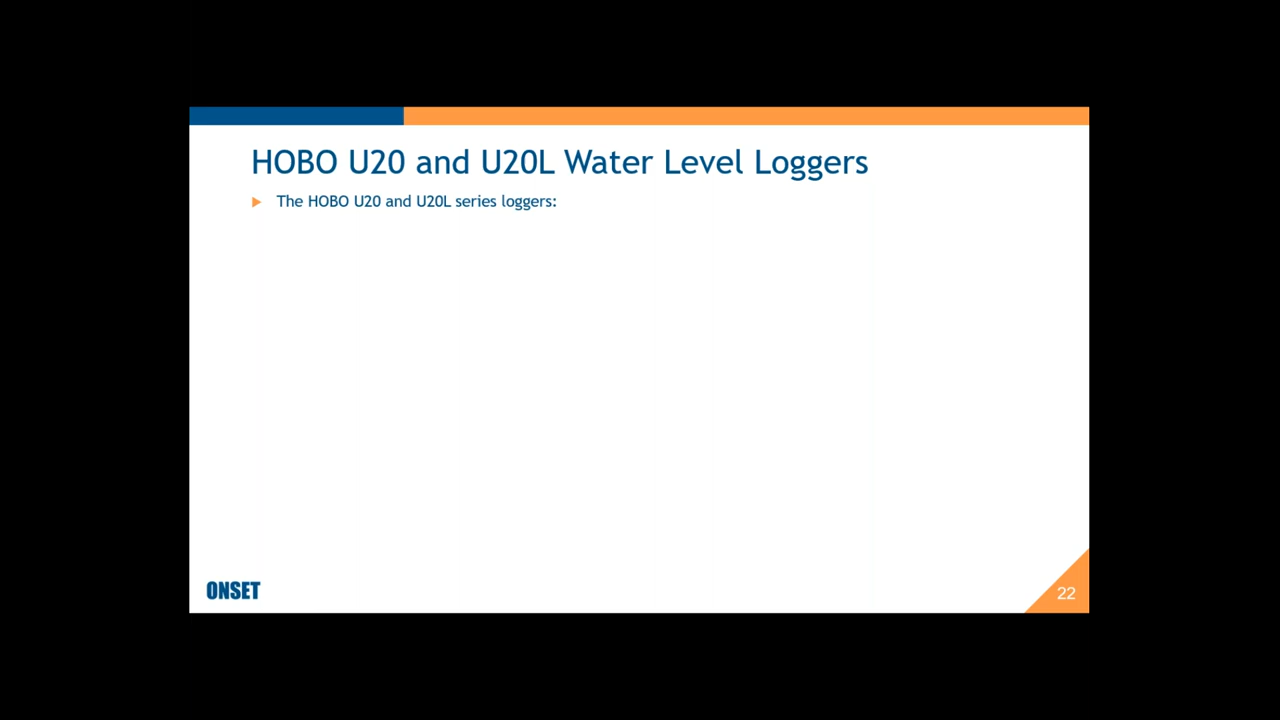 HOBO U20 and U20L Water Level Loggers
The HOBO U20 and U20L series loggers:
ONSET
22